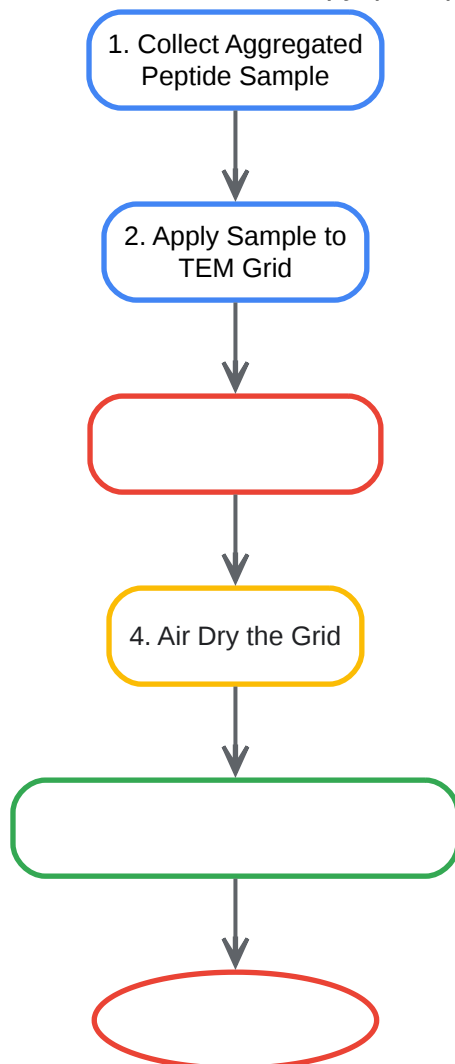 1. Collect Aggregated
Peptide Sample
2. Apply Sample to
TEM Grid
4. Air Dry the Grid